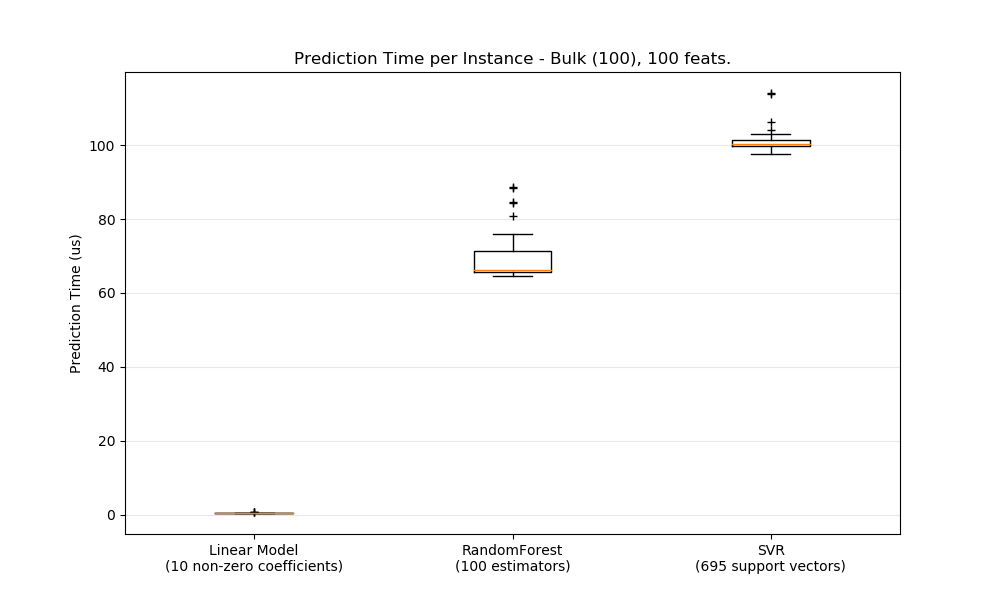 Prediction Time per Instance - Bulk (100), 100 feats.
Prediction Time (us)
100
80
60
40
20
0
Linear Model
(10 non-zero coefficients)
RandomForest
(100 estimators)
SVR
(695 support vectors)